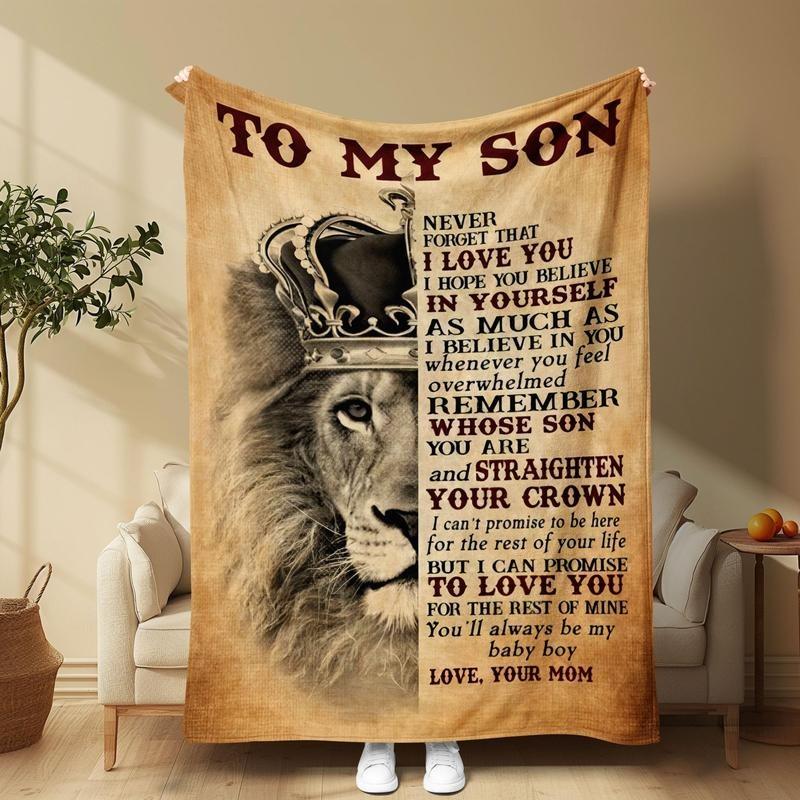 TO MY SON
NEVER
FORGET THAT
I LOVE YOU
I HOPE YOU BELIEVE
IN YOURSELF
AS MUCH AS
I BELIEVE IN YOU
whenever you feel
overwhelmed
REMEMBER
WHOSE SON
YOU ARE
and STRAIGHTEN
YOUR CROWN
I can't promise to be here
for the rest of your life
BUT I CAN PROMISE
TO LOVE YOU
FOR THE REST OF MINE
You'll always be my
baby boy
LOVE, YOUR MOM